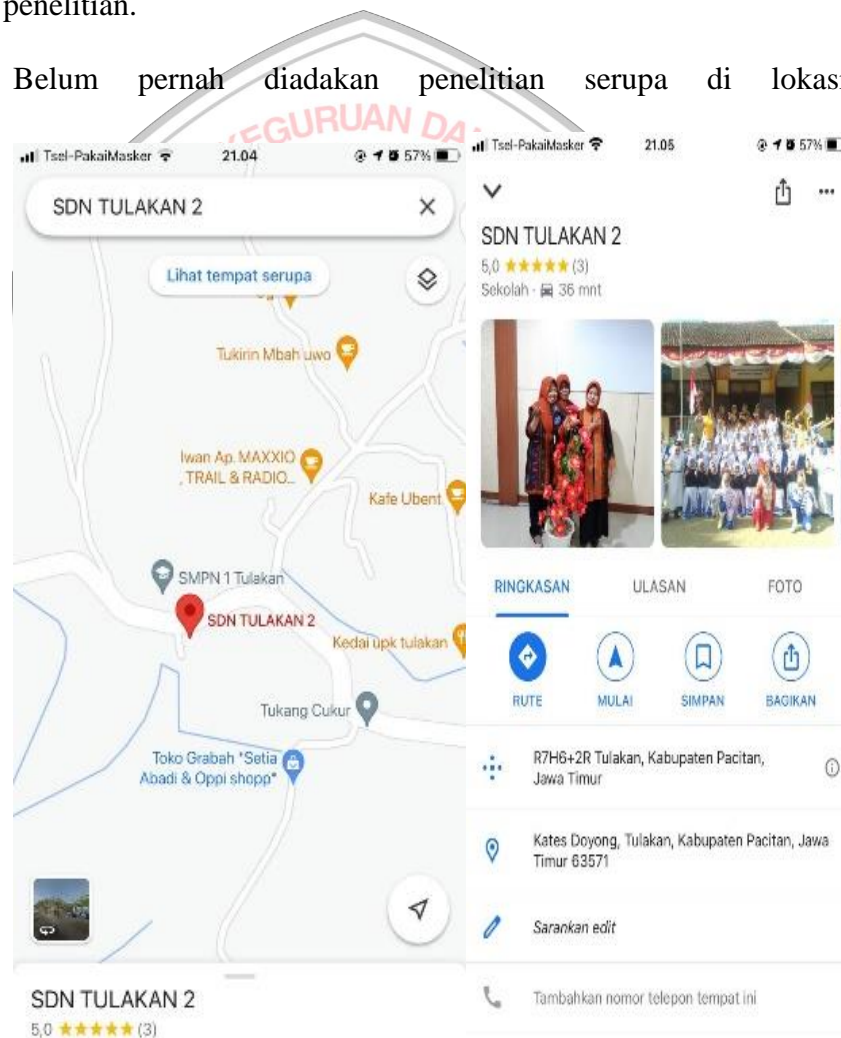 penelitian.
Belum pernah diadakan penelitian serupa di lokasi
KEGURUAN DA
Tsel-PakaiMasker 21.04 57%
SDN TULAKAN 2
Lihat tempat serupa
Tukirin Mbah uwo
Iwan Ap. MAXXIO
, TRAIL & RADIO...
Kafe Ubent
SMPN 1 Tulakan
SDN TULAKAN 2
Kedai upk tulakan
Tukang Cukur
Toko Grabah "Setia
Abadi & Oppi shopp"
SDN TULAKAN 2
5,0 ★★★★★ (3)
Tsel-PakaiMasker 21.05 57%
SDN TULAKAN 2
5,0 ★★★★★ (3)
Sekolah · 36 mnt
RINGKASAN ULASAN FOTO
RUTE MULAI SIMPAN BAGIKAN
R7H6+2R Tulakan, Kabupaten Pacitan,
Jawa Timur
Kates Doyong, Tulakan, Kabupaten Pacitan, Jawa
Timur 63571
Sarankan edit
Tambahkan nomor telepon tempat ini